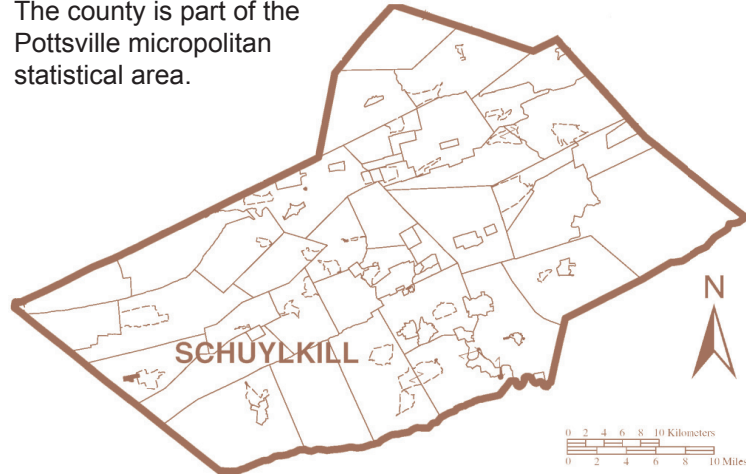 The county is part of the
Pottsville micropolitan
statistical area.
SCHUYLKILL
N
0 2 4 6 8 10 Kilometers
0 2 4 6 8 10 Miles